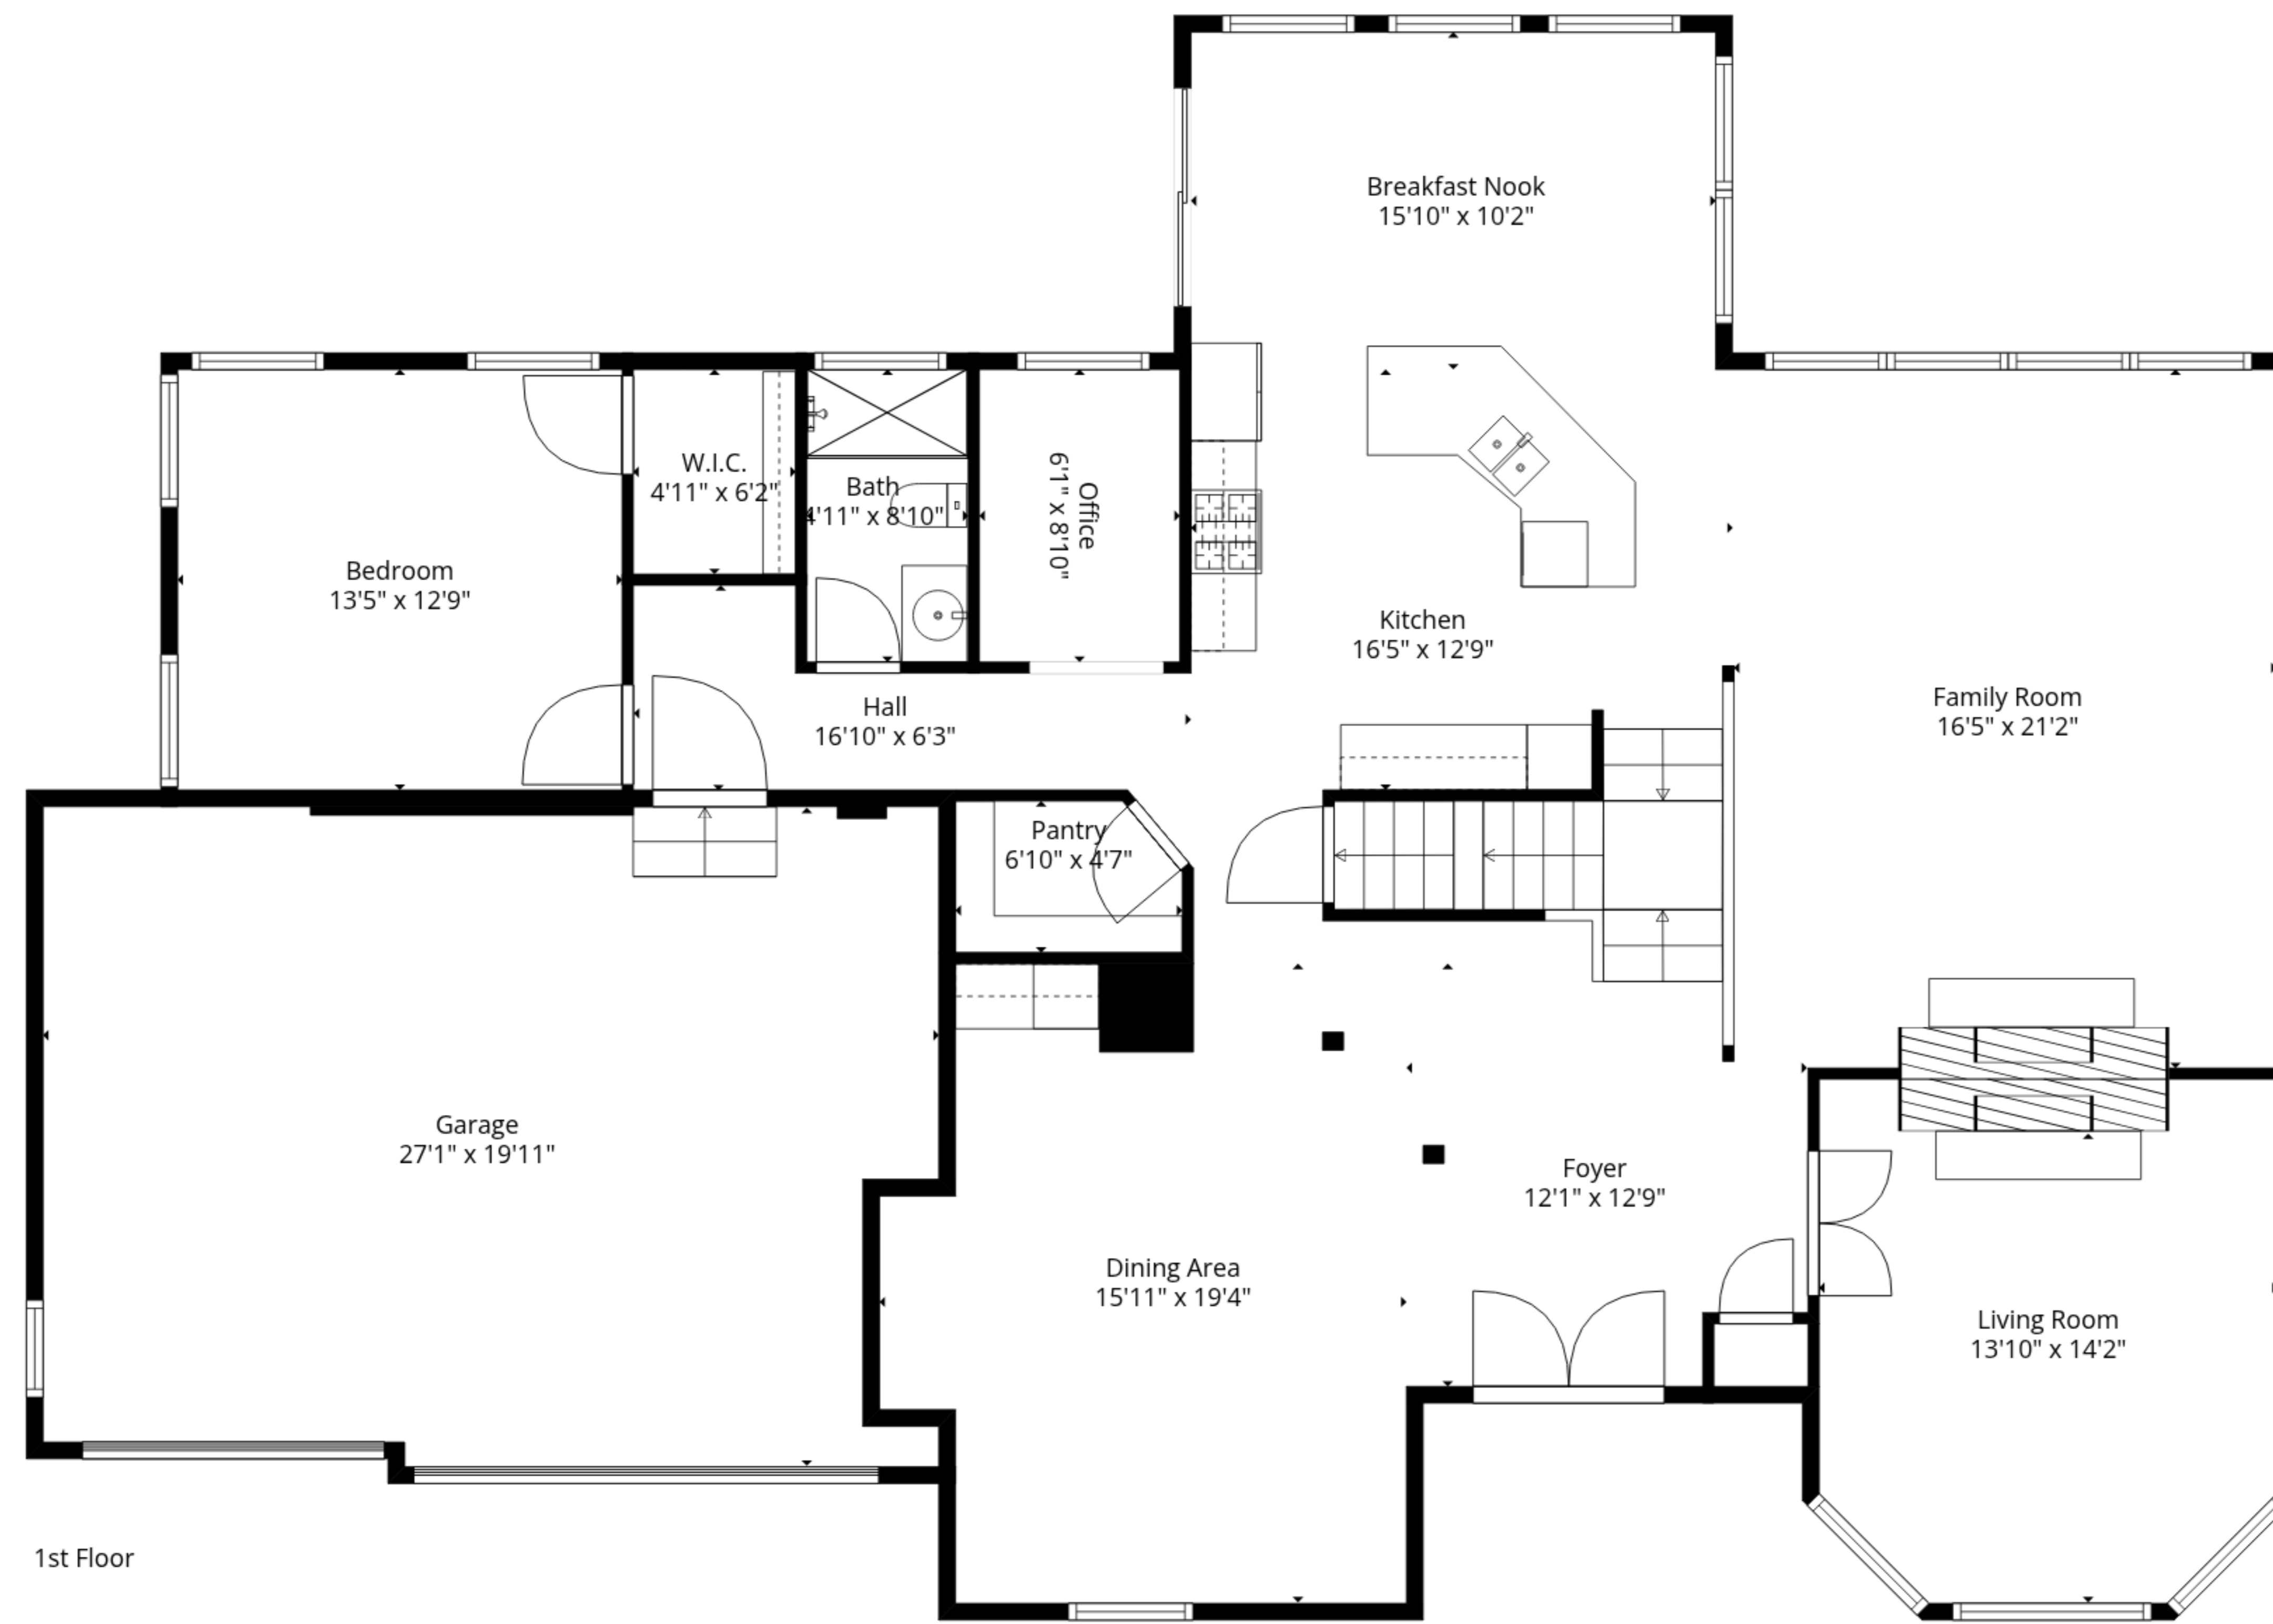 Breakfast Nook
15'10" x 10'2"
W.I.C.
4'11" x 6'2"
Bath
4'11" x 8'10"
Office
6'1" x 8'10"
Bedroom
13'5" x 12'9"
Kitchen
16'5" x 12'9"
Hall
16'10" x 6'3"
Family Room
16'5" x 21'2"
Pantry
6'10" x 4'7"
Garage
27'1" x 19'11"
Foyer
12'1" x 12'9"
Dining Area
15'11" x 19'4"
Living Room
13'10" x 14'2"
1st Floor